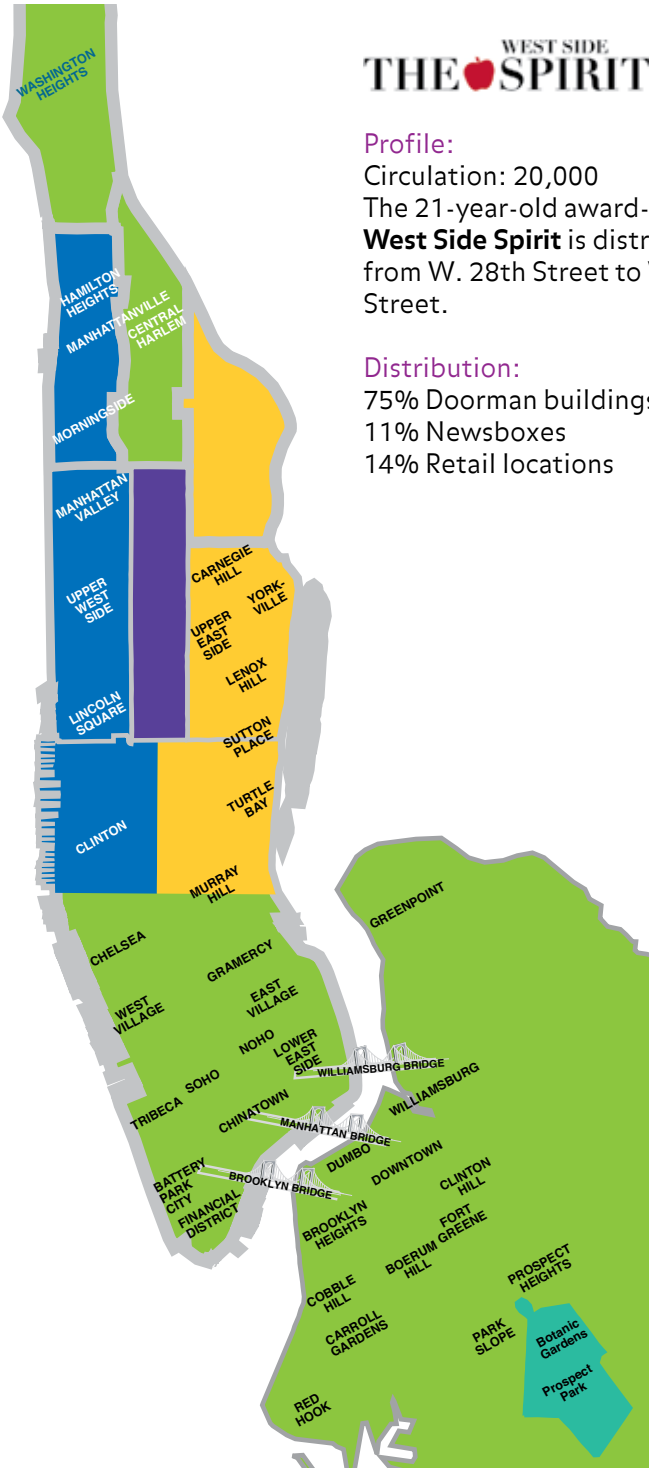 WEST SIDE
THE SPIRIT
Profile:
Circulation: 20,000
The 21-year-old award-
West Side Spirit is distr
from W. 28th Street to
Street.
Distribution:
75% Doorman buildings
11% Newsboxes
14% Retail locations
WASHINGTON
HEIGHTS
HAMILTON
HEIGHTS
MANHATTANVILLE
CENTRAL
HARLEM
MORNINGSIDE
MANHATTAN
VALLEY
UPPER
WEST
SIDE
LINCOLN
SQUARE
CARNEGIE
HILL
YORK-
VILLE
UPPER
EAST
SIDE
LENOX
HILL
SUTTON
PLACE
TURTLE
BAY
CLINTON
MURRAY
HILL
CHELSEA
GRAMERCY
WEST
VILLAGE
EAST
VILLAGE
NOHO
LOWER
EAST
SIDE
SOHO
TRIBECA
CHINATOWN
BATTERY
PARK
CITY
FINANCIAL
DISTRICT
WILLIAMSBURG BRIDGE
MANHATTAN BRIDGE
BROOKLYN BRIDGE
GREENPOINT
WILLIAMSBURG
DUMBO
DOWNTOWN
CLINTON
HILL
BROOKLYN
HEIGHTS
FORT
GREENE
BOERUM
HILL
PROSPECT
HEIGHTS
COBBLE
HILL
CARROLL
GARDENS
PARK
SLOPE
Botanic
Gardens
Prospect
Park
RED
HOOK